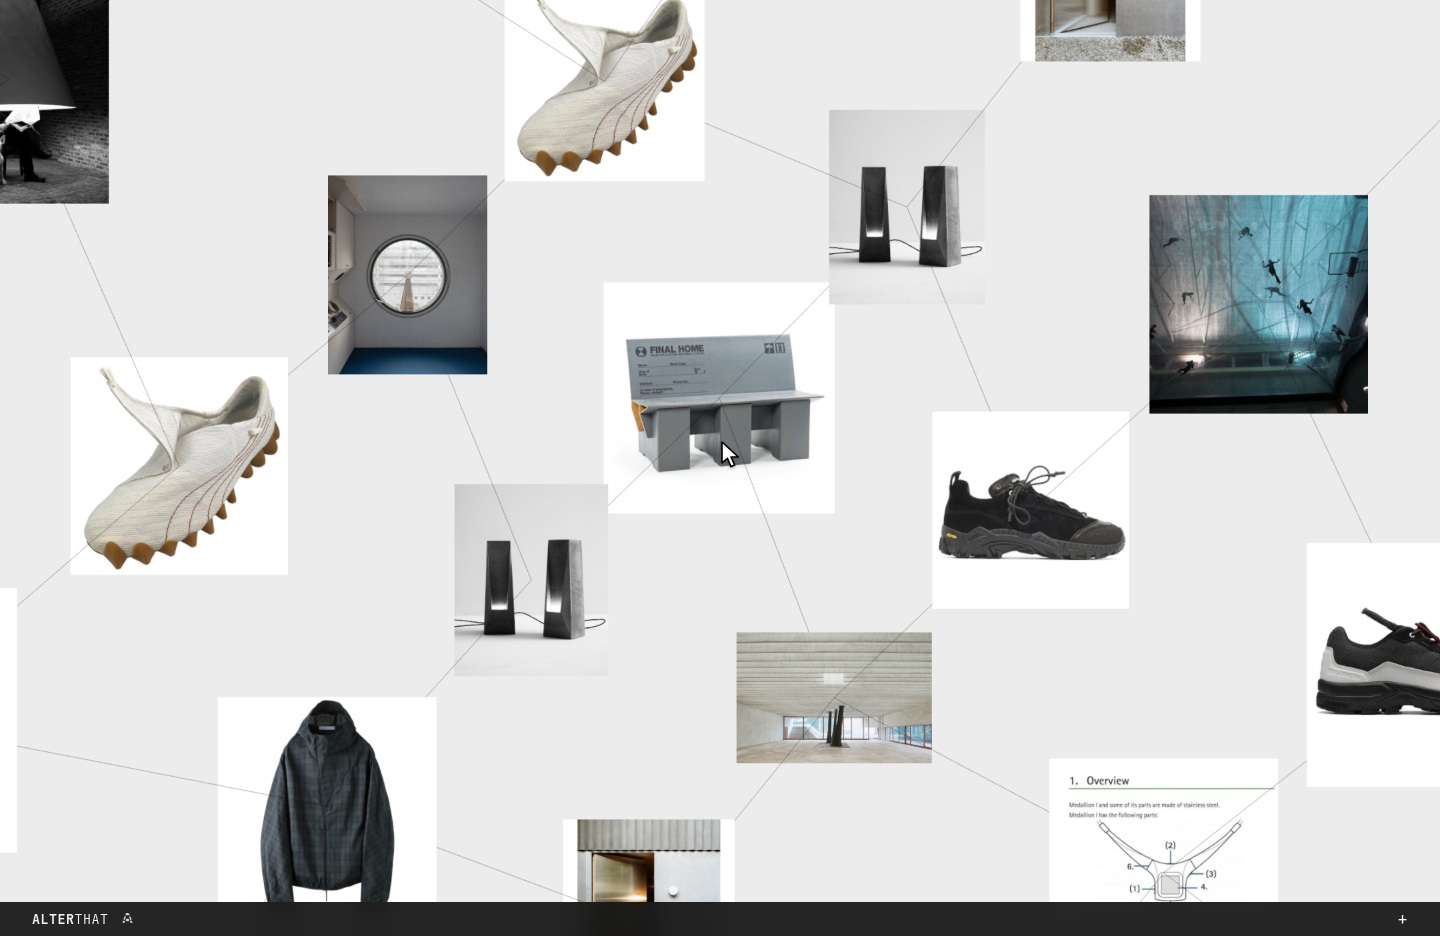 FINAL HOME
1. Overview
Medallion I and some of its parts are made of stainless steel.
Medallion I has the following parts:
(2)
6.
(3)
(1)
4.
ALTERTHAT
+